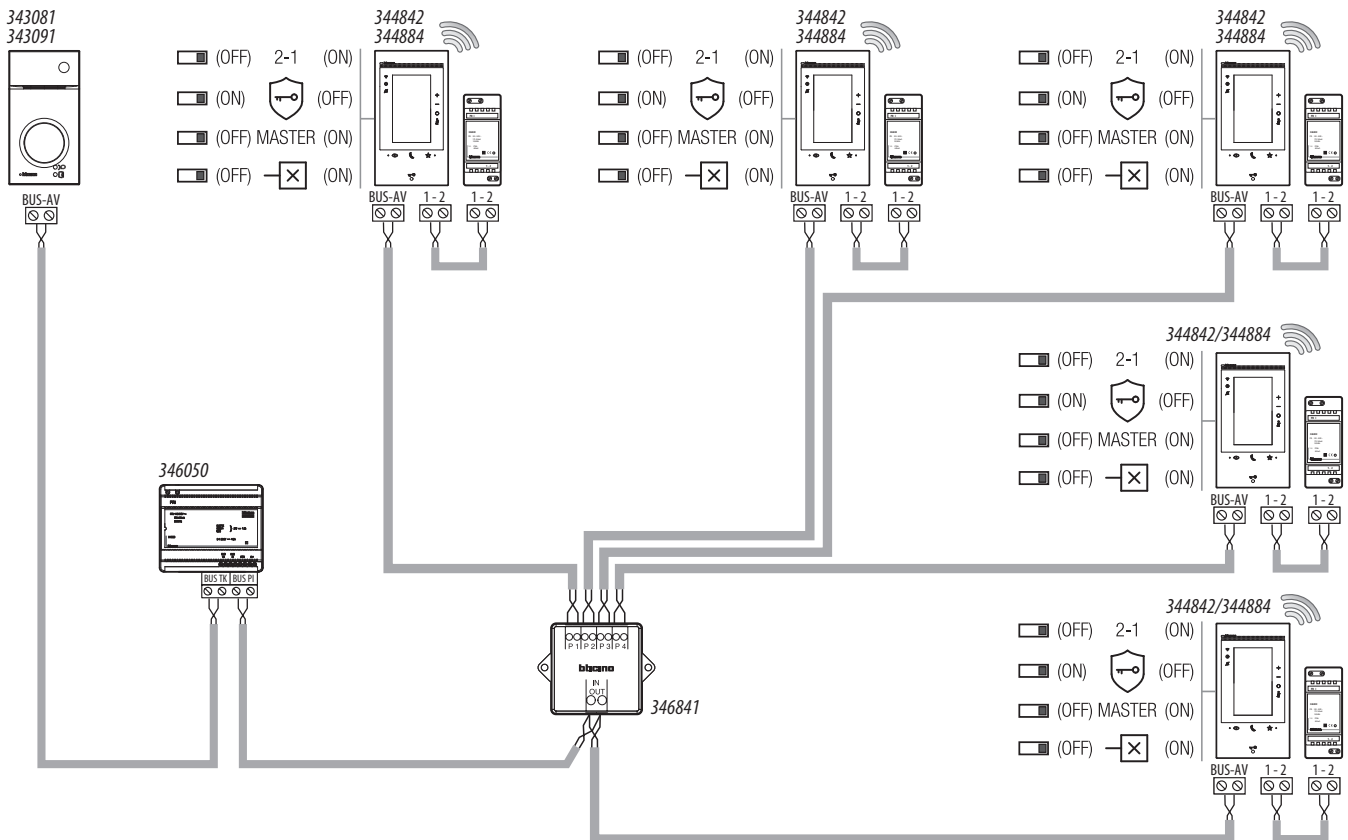 343081
343091
BUS-AV
(OFF) 2-1 (ON)
(ON) (OFF)
(OFF) MASTER (ON)
(OFF) (ON)
344842
344884
BUS-AV 1 - 2 1 - 2
(OFF) 2-1 (ON)
(ON) (OFF)
(OFF) MASTER (ON)
(OFF) (ON)
344842
344884
BUS-AV 1 - 2 1 - 2
(OFF) 2-1 (ON)
(ON) (OFF)
(OFF) MASTER (ON)
(OFF) (ON)
344842
344884
BUS-AV 1 - 2 1 - 2
344842/344884
(OFF) 2-1 (ON)
(ON) (OFF)
(OFF) MASTER (ON)
(OFF) (ON)
BUS-AV 1 - 2 1 - 2
346050
BUS TK BUS PI
P1 P2 P3 P4
bticino
IN
OUT
346841
344842/344884
(OFF) 2-1 (ON)
(ON) (OFF)
(OFF) MASTER (ON)
(OFF) (ON)
BUS-AV 1 - 2 1 - 2